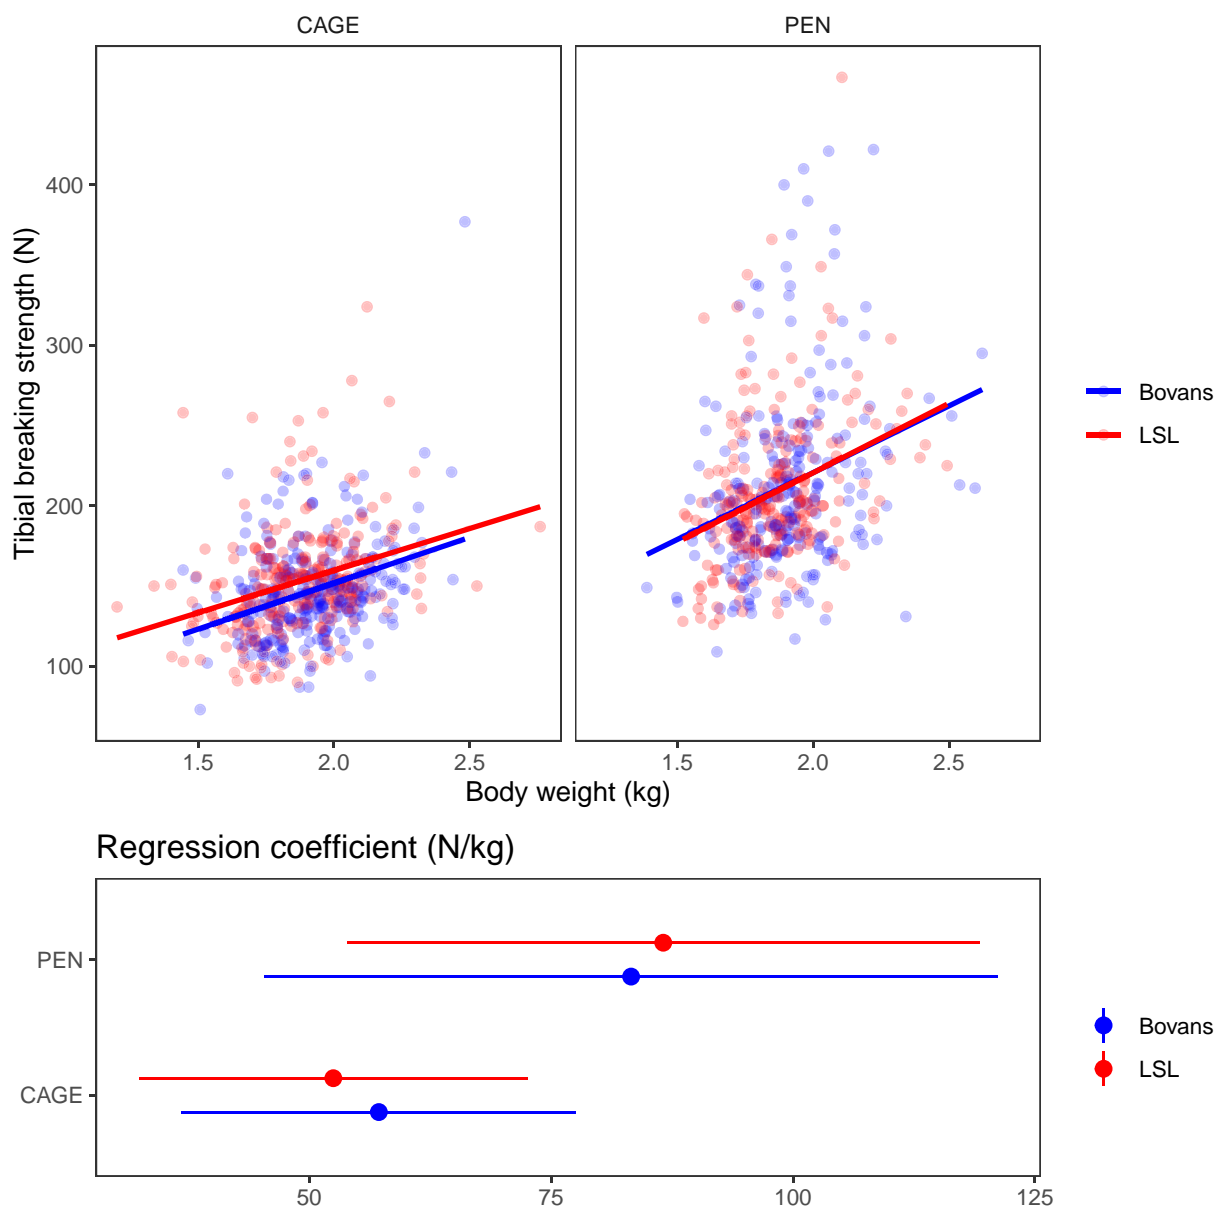 CAGE
PEN
Tibial breaking strength (N)
400
300
200
100
1.5
2.0
2.5
1.5
2.0
2.5
Body weight (kg)
Bovans
LSL
Regression coefficient (N/kg)
PEN
CAGE
50
75
100
125
Bovans
LSL